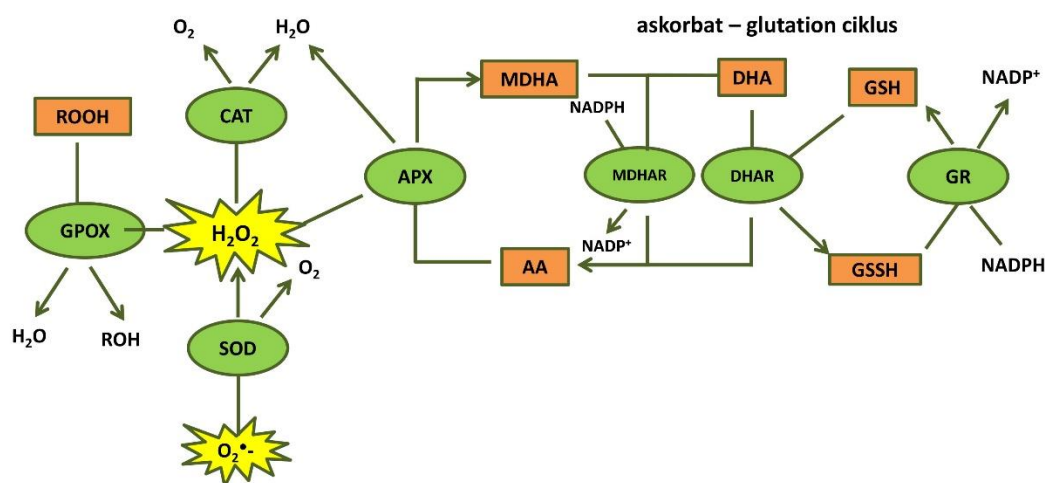 askorbat – glutation ciklus
O₂
H₂O
MDHA
DHA
GSH
NADP⁺
ROOH
CAT
NADPH
APX
MDHAR
DHAR
GR
GPOX
H₂O₂
NADP⁺
AA
GSSH
NADPH
O₂
H₂O
ROH
SOD
O₂•-